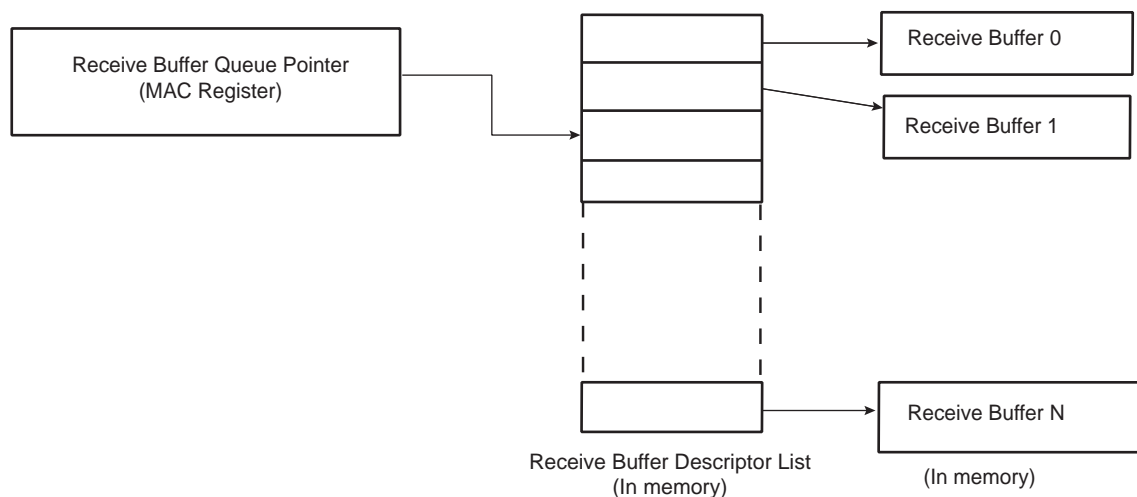 Receive Buffer Queue Pointer
(MAC Register)
Receive Buffer 0
Receive Buffer 1
Receive Buffer N
Receive Buffer Descriptor List
(In memory)
(In memory)